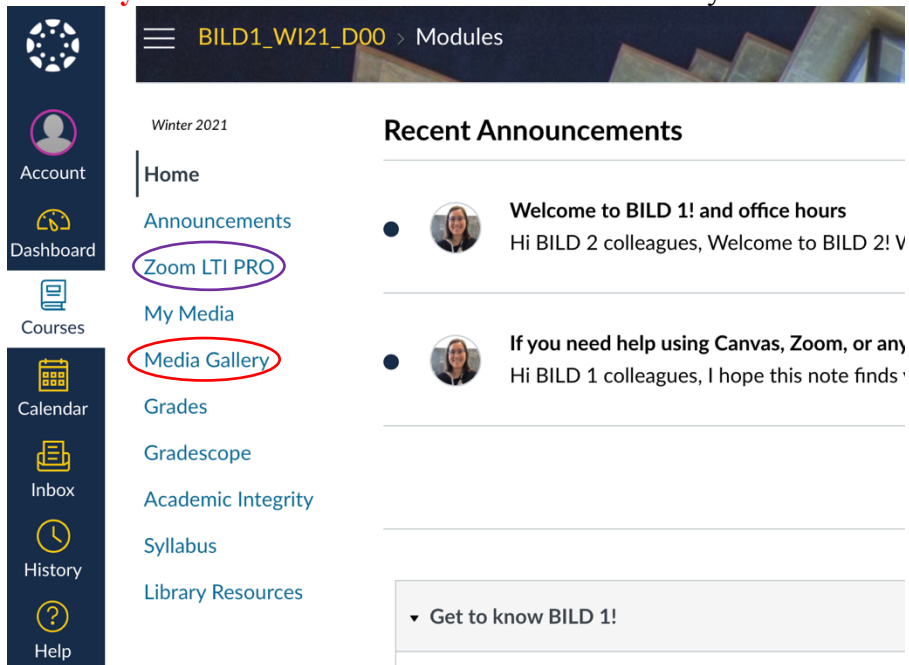 BILD1_WI21_D00 > Modules
Account
Dashboard
Courses
Calendar
Inbox
History
Help
Winter 2021
Home
Announcements
Zoom LTI PRO
My Media
Media Gallery
Grades
Gradescope
Academic Integrity
Syllabus
Library Resources
Recent Announcements
Welcome to BILD 1! and office hours
Hi BILD 2 colleagues, Welcome to BILD 2!
If you need help using Canvas, Zoom, or any
Hi BILD 1 colleagues, I hope this note finds
Get to know BILD 1!